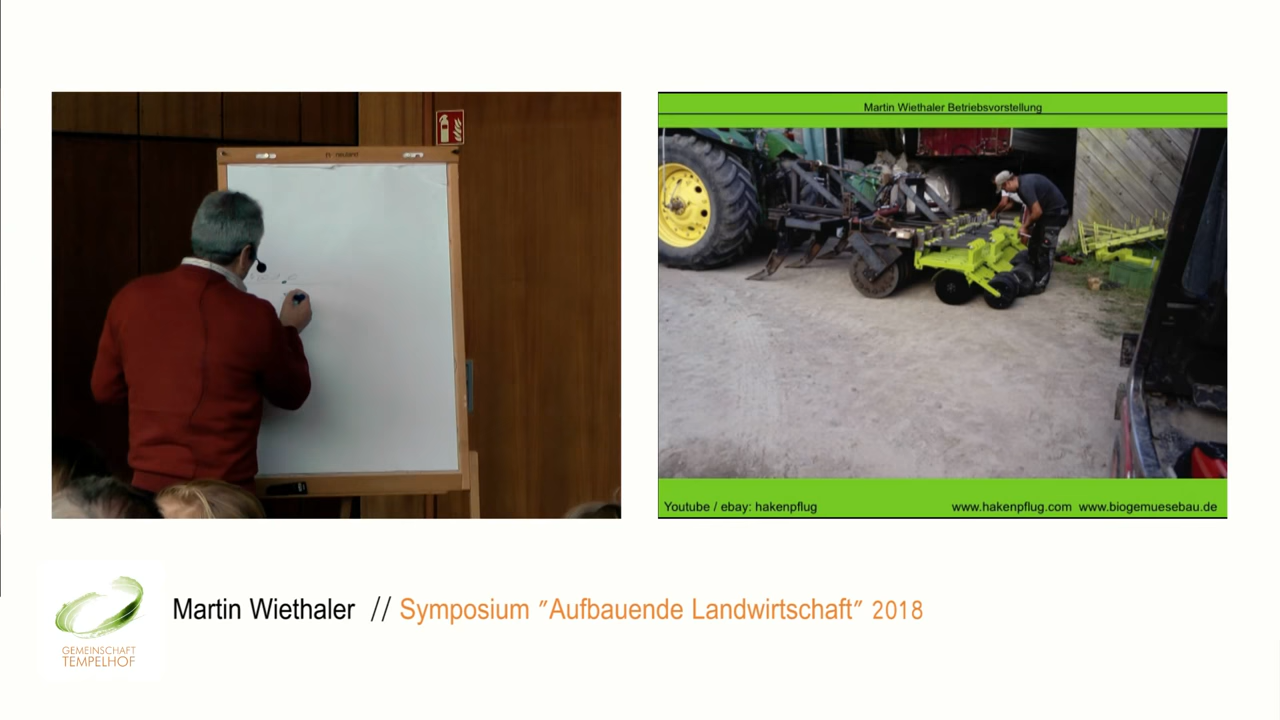 neuland
Martin Wiethaler Betriebsvorstellung
Youtube / ebay: hakenpflug
www.hakenpflug.com www.biogemuesebau.de
Martin Wiethaler // Symposium "Aufbauende Landwirtschaft" 2018
GEMEINSCHAFT
TEMPELHOF